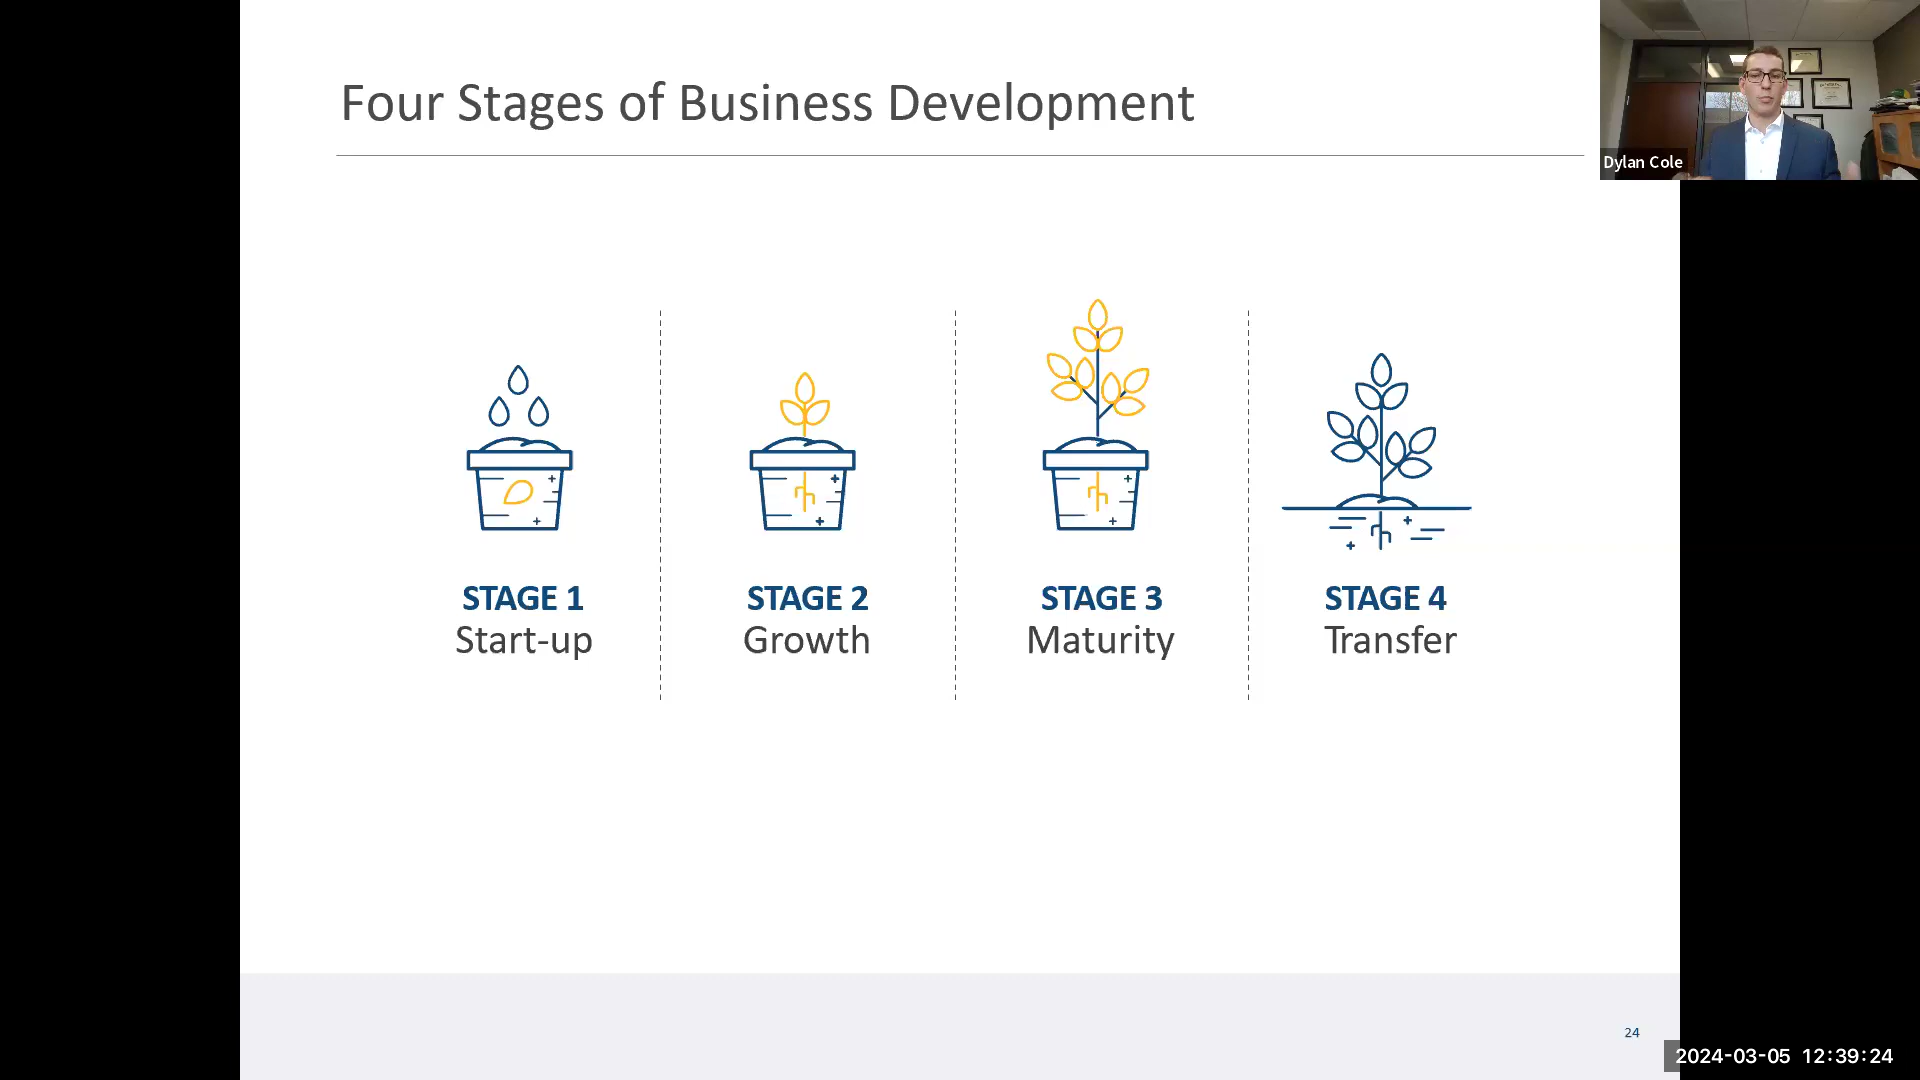 Four Stages of Business Development
Dylan Cole
STAGE 1
Start-up
STAGE 2
Growth
STAGE 3
Maturity
STAGE 4
Transfer
24
2024-03-05 12:39:24